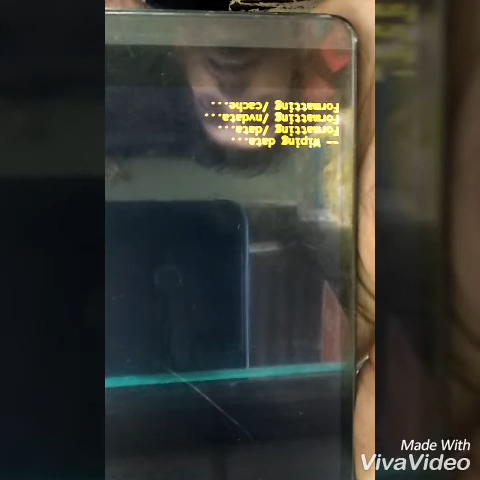 -- Wiping data...
Formatting /data...
Formatting /nvdata...
Formatting /cache...
Made With
VivaVideo